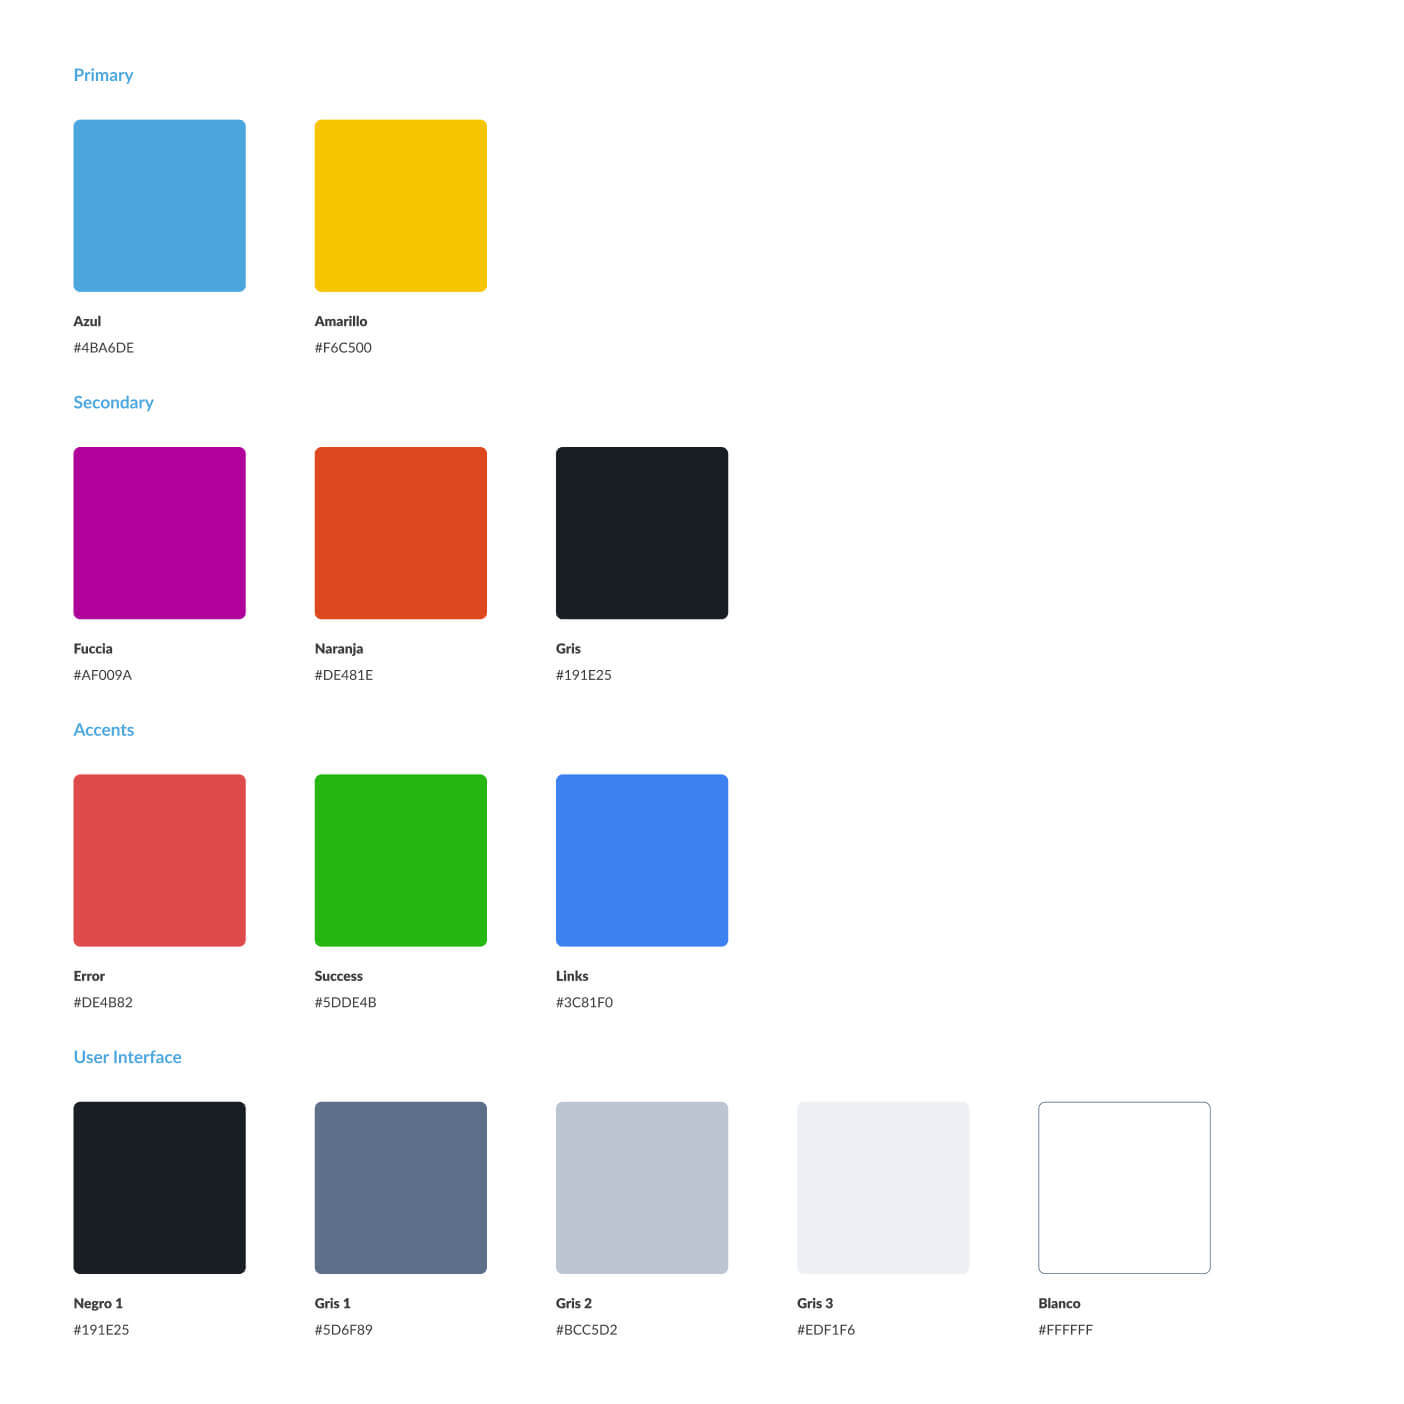 Primary
Azul
Amarillo
#4BA6DE
#F6C500
Secondary
Fuccia
Naranja
Gris
#AF009A
#DE481E
#191E25
Accents
Error
Success
Links
#DE4B82
#5DDE4B
#3C81F0
User Interface
Negro 1
Gris 1
Gris 2
Gris 3
Blanco
#191E25
#5D6F89
#BCC5D2
#EDF1F6
#FFFFFF